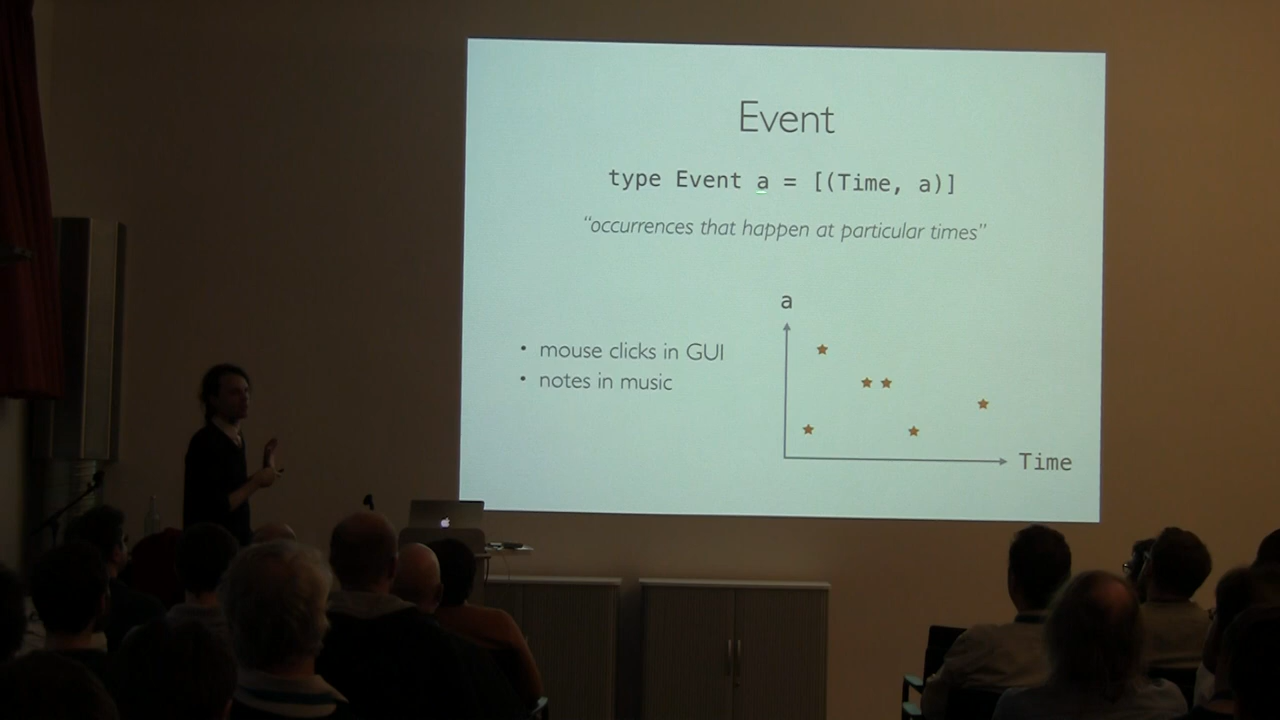 Event
type Event a = [(Time, a)]
“occurrences that happen at particular times”
a
• mouse clicks in GUI
• notes in music
Time